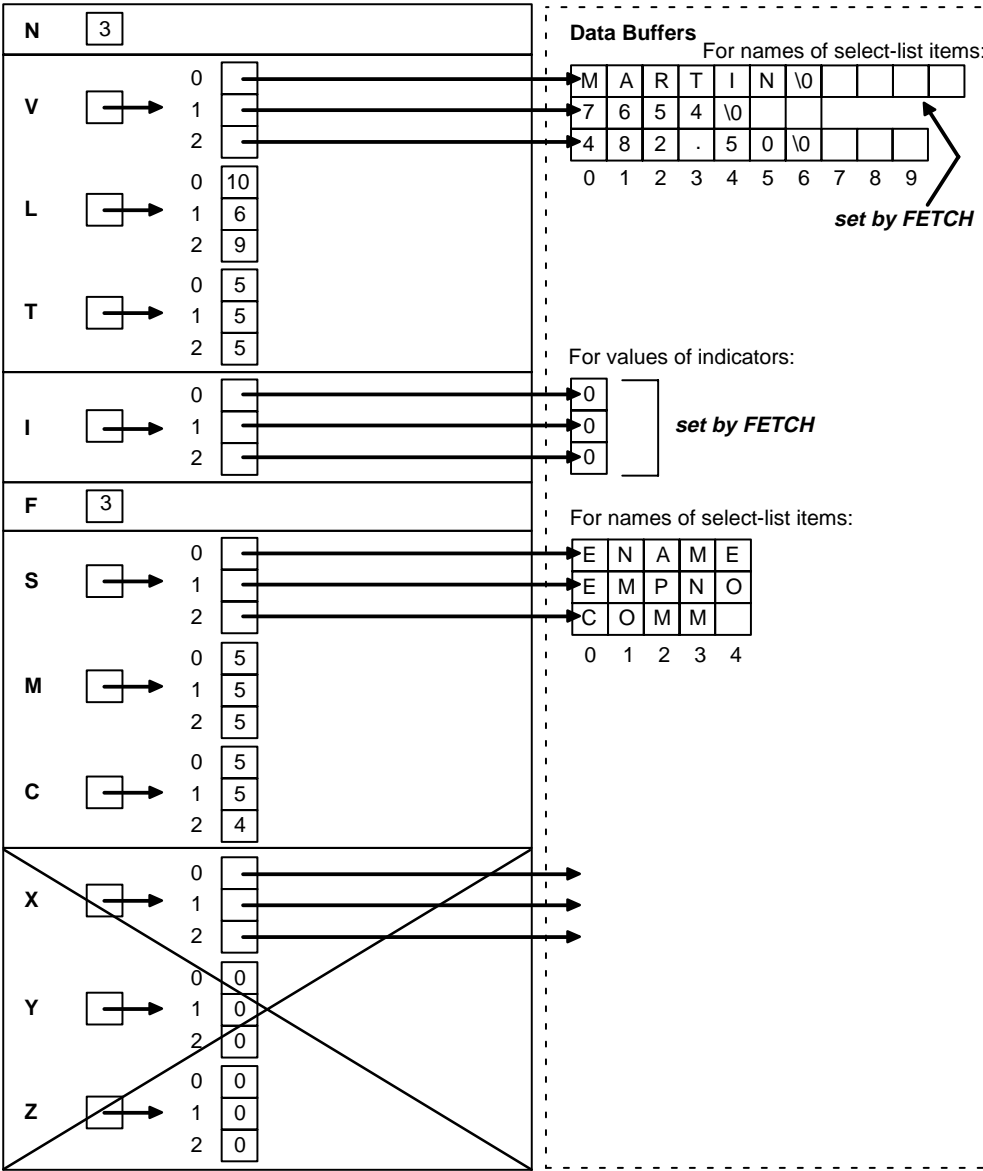 N 3
Data Buffers
For names of select-list items:
V
0 M A R T I N \0
1 7 6 5 4 \0
2 4 8 2 . 5 0 \0
0 1 2 3 4 5 6 7 8 9
set by FETCH
L
0 10
1 6
2 9
T
0 5
1 5
2 5
For values of indicators:
I
0 0
1 0
2 0
set by FETCH
F 3
For names of select-list items:
S
0 E N A M E
1 E M P N O
2 C O M M
0 1 2 3 4
M
0 5
1 5
2 5
C
0 5
1 5
2 4
X
0
1
2
Y
0 0
1 0
2 0
Z
0 0
1 0
2 0